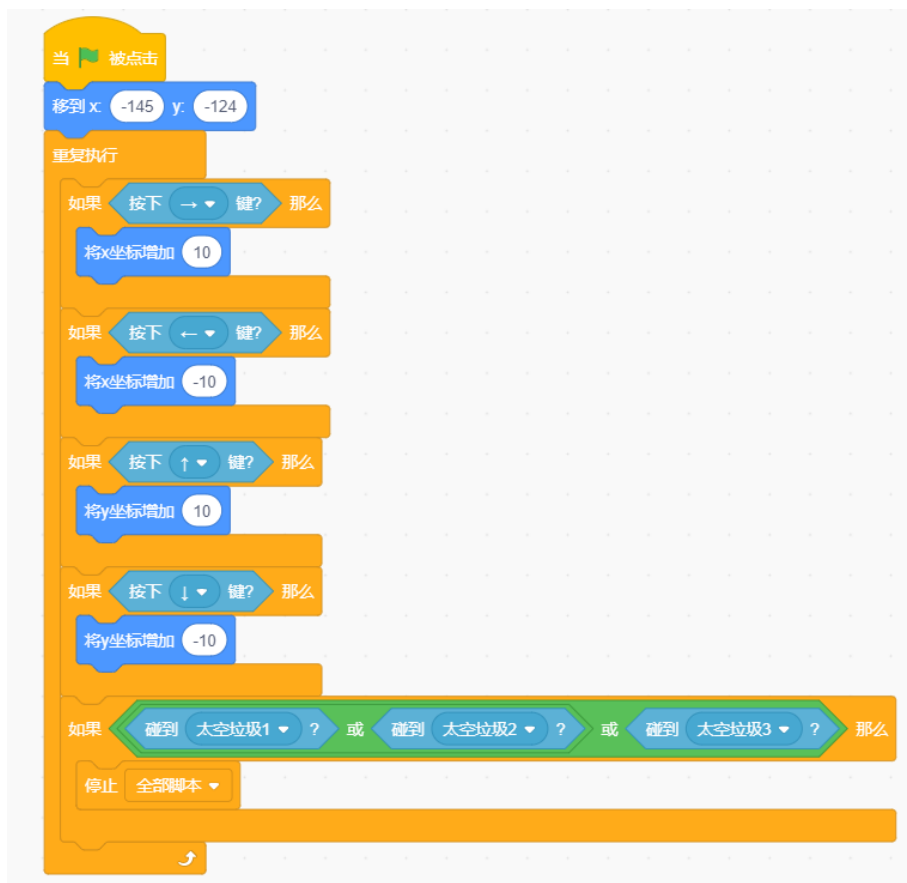 当 被点击
移到 x: -145 y: -124
重复执行
如果 按下 → 键? 那么
将x坐标增加 10
如果 按下 ← 键? 那么
将x坐标增加 -10
如果 按下 ↑ 键? 那么
将y坐标增加 10
如果 按下 ↓ 键? 那么
将y坐标增加 -10
如果 碰到 太空垃圾1 ? 或 碰到 太空垃圾2 ? 或 碰到 太空垃圾3 ? 那么
停止 全部脚本